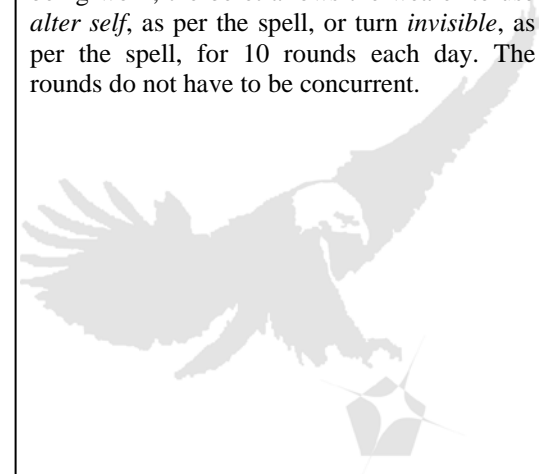 alter self, as per the spell, or turn invisible, as
per the spell, for 10 rounds each day. The
rounds do not have to be concurrent.